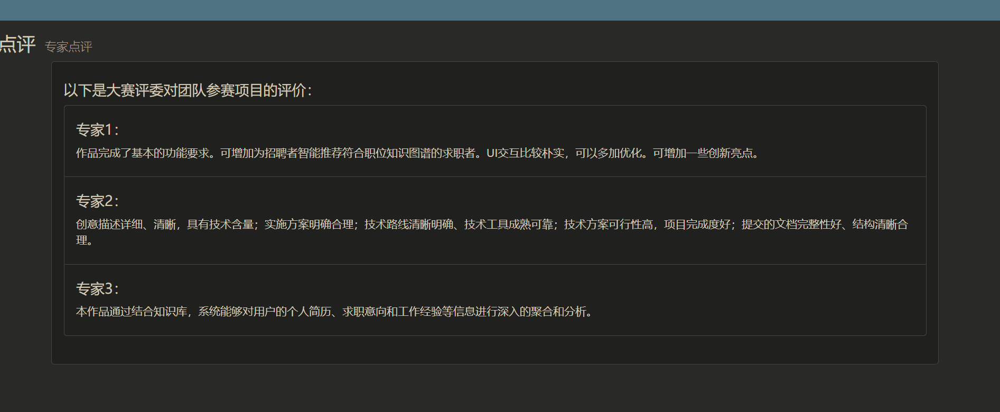 点评 专家点评
以下是大赛评委对团队参赛项目的评价：
专家1：
作品完成了基本的功能要求。可增加为招聘者智能推荐符合职位知识图谱的求职者。UI交互比较朴实，可以多加优化。可增加一些创新亮点。
专家2：
创意描述详细、清晰，具有技术含量；实施方案明确合理；技术路线清晰明确、技术工具成熟可靠；技术方案可行性高，项目完成度好；提交的文档完整性好、结构清晰合
理。
专家3：
本作品通过结合知识库，系统能够对用户的个人简历、求职意向和工作经验等信息进行深入的聚合和分析。